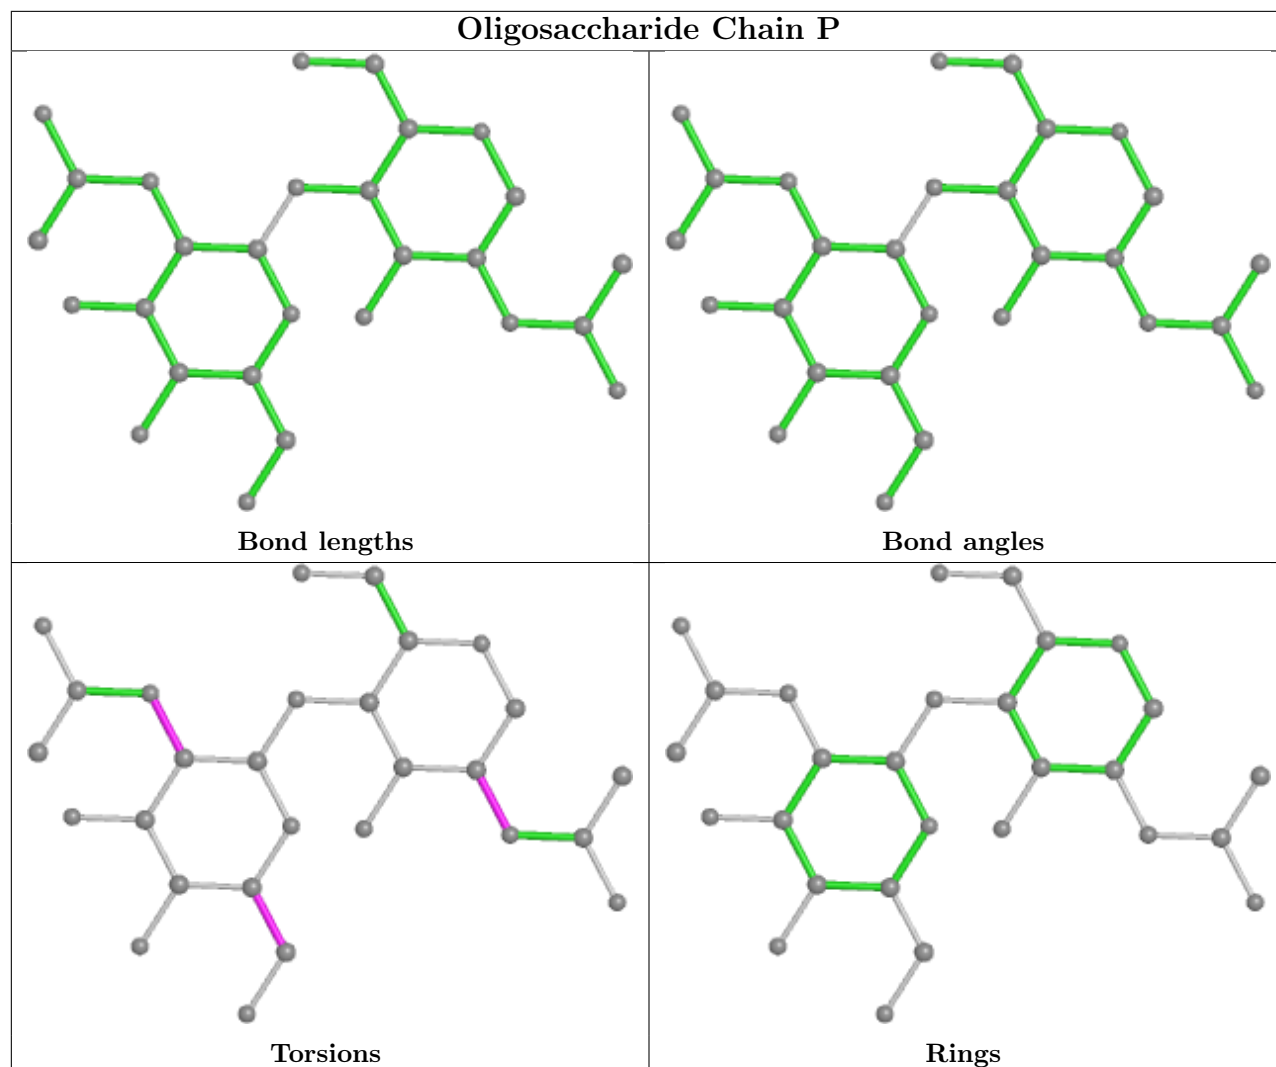 Oligosaccharide Chain P
Bond lengths
Bond angles
Torsions
Rings